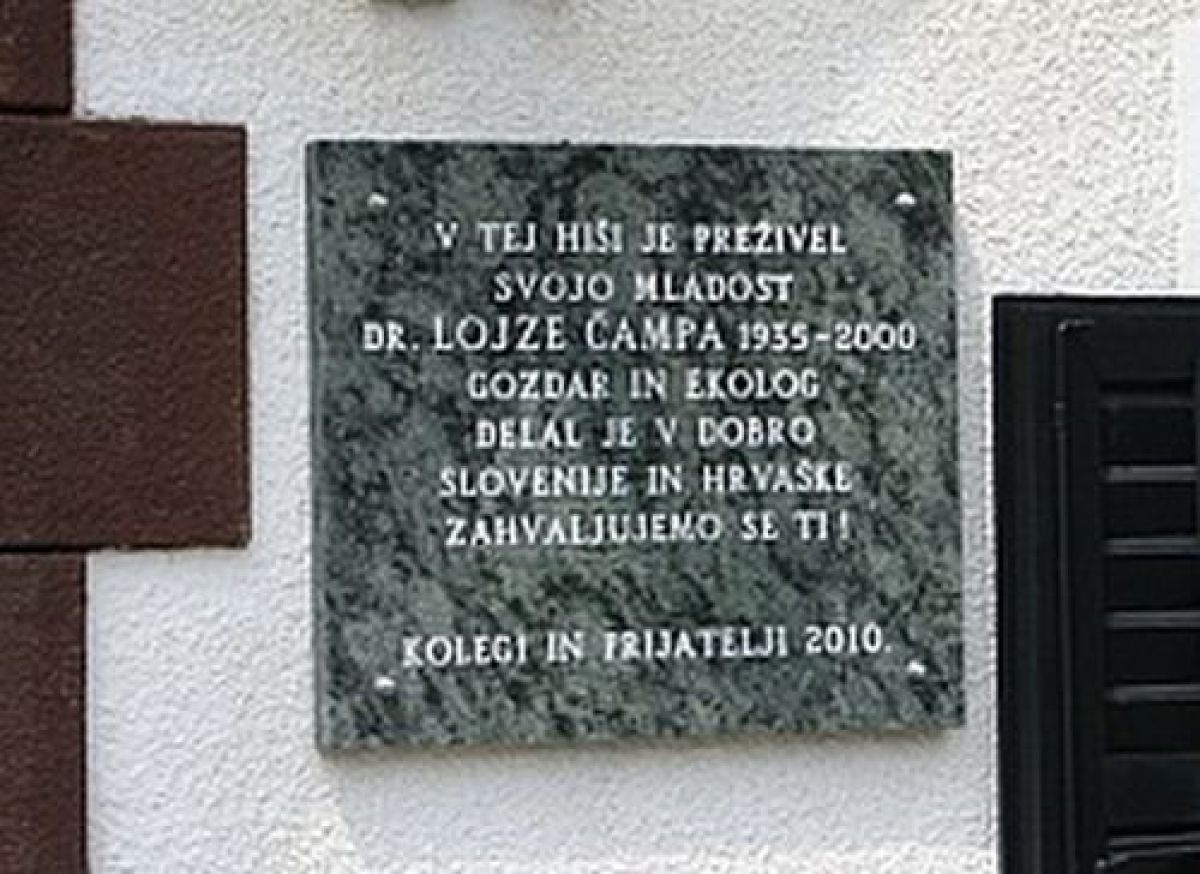 V TEJ HIŠI JE PREŽIVEL
SVOJO MLADOST
DR. LOJZE ČAMPA 1935-2000
GOZDAR IN EKOLOG
DELAL JE V DOBRO
SLOVENIJE IN HRVAŠKE
ZAHVALJUJEMO SE TI!
KOLEGI IN PRIJATELJI 2010.